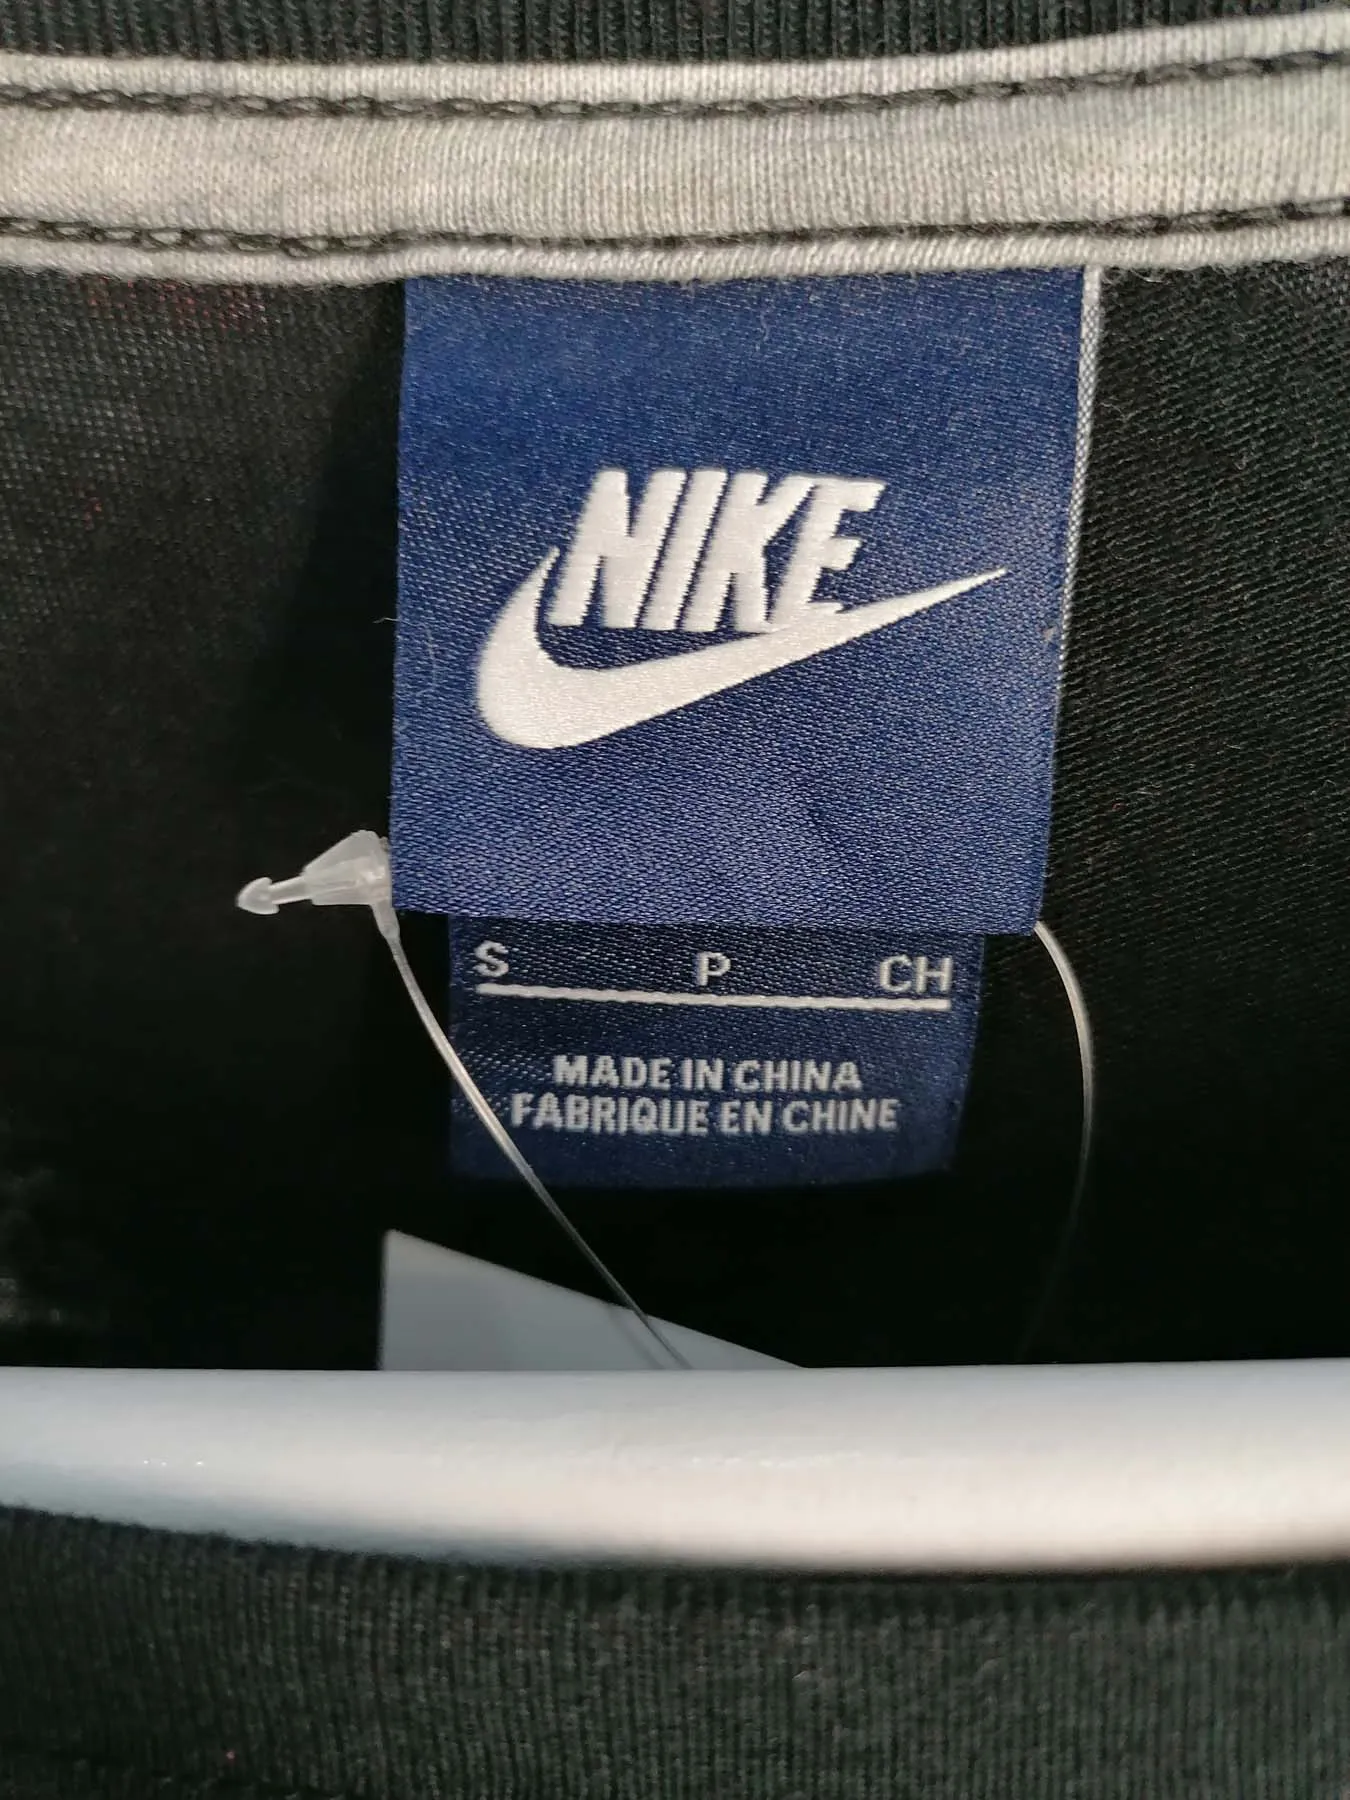 NIKE
S P CH
MADE IN CHINA
FABRIQUE EN CHINE